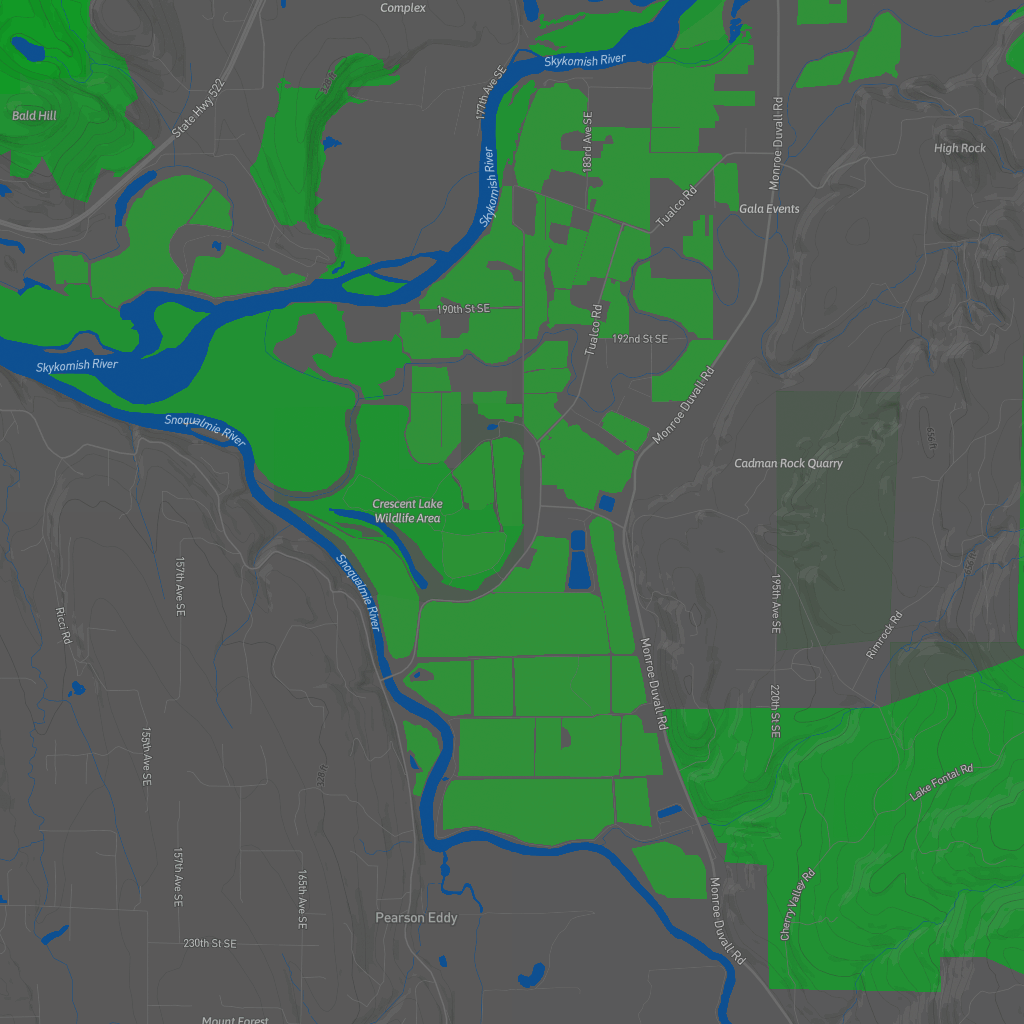 Complex
Skykomish River
177th Ave SE
State Hwy 522
Bald Hill
183rd Ave SE
Monroe Duvall Rd
High Rock
Skykomish River
Tualco Rd
Gala Events
190th St SE
Tualco Rd
192nd St SE
Skykomish River
Monroe Duvall Rd
Snoqualmie River
656 ft
Cadman Rock Quarry
Crescent Lake
Wildlife Area
157th Ave SE
Snoqualmie River
195th Ave SE
Ricci Rd
Rimrock Rd
Monroe Duvall Rd
220th St SE
155th Ave SE
328 ft
Lake Fontal Rd
157th Ave SE
165th Ave SE
Cherry Valley Rd
Pearson Eddy
Monroe Duvall Rd
230th St SE
Mount Forest